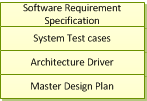 Software Requirement
Specification
System Test cases
Architecture Driver
Master Design Plan